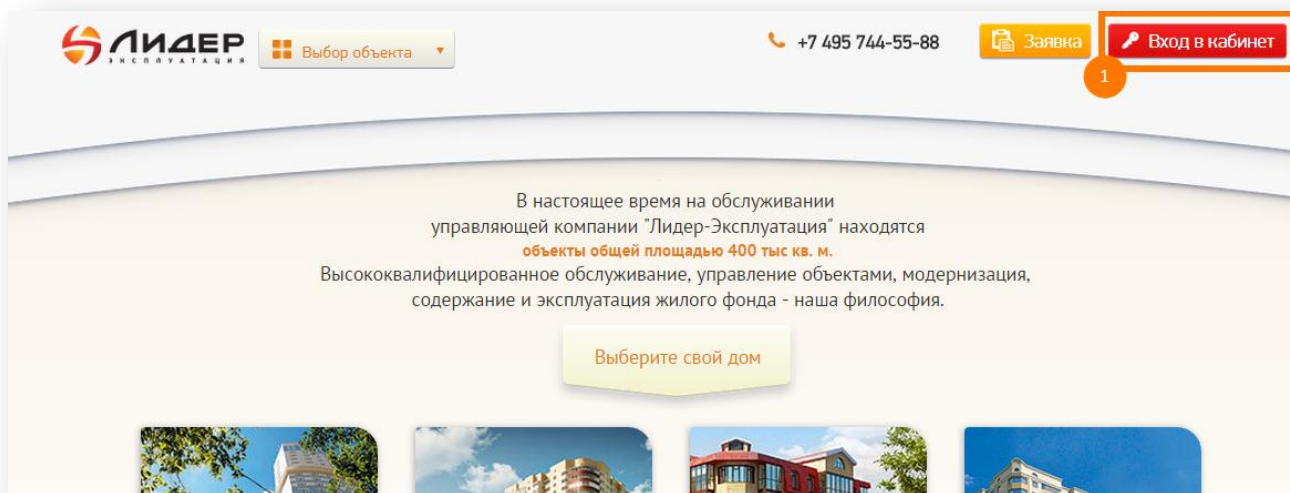 ЛИДЕР
ЭКСПЛУАТАЦИЯ
Выбор объекта
+7 495 744-55-88
Заявка
Вход в кабинет
1
В настоящее время на обслуживании
управляющей компании "Лидер-Эксплуатация" находятся
объекты общей площадью 400 тыс кв. м.
Высококвалифицированное обслуживание, управление объектами, модернизация,
содержание и эксплуатация жилого фонда - наша философия.
Выберите свой дом